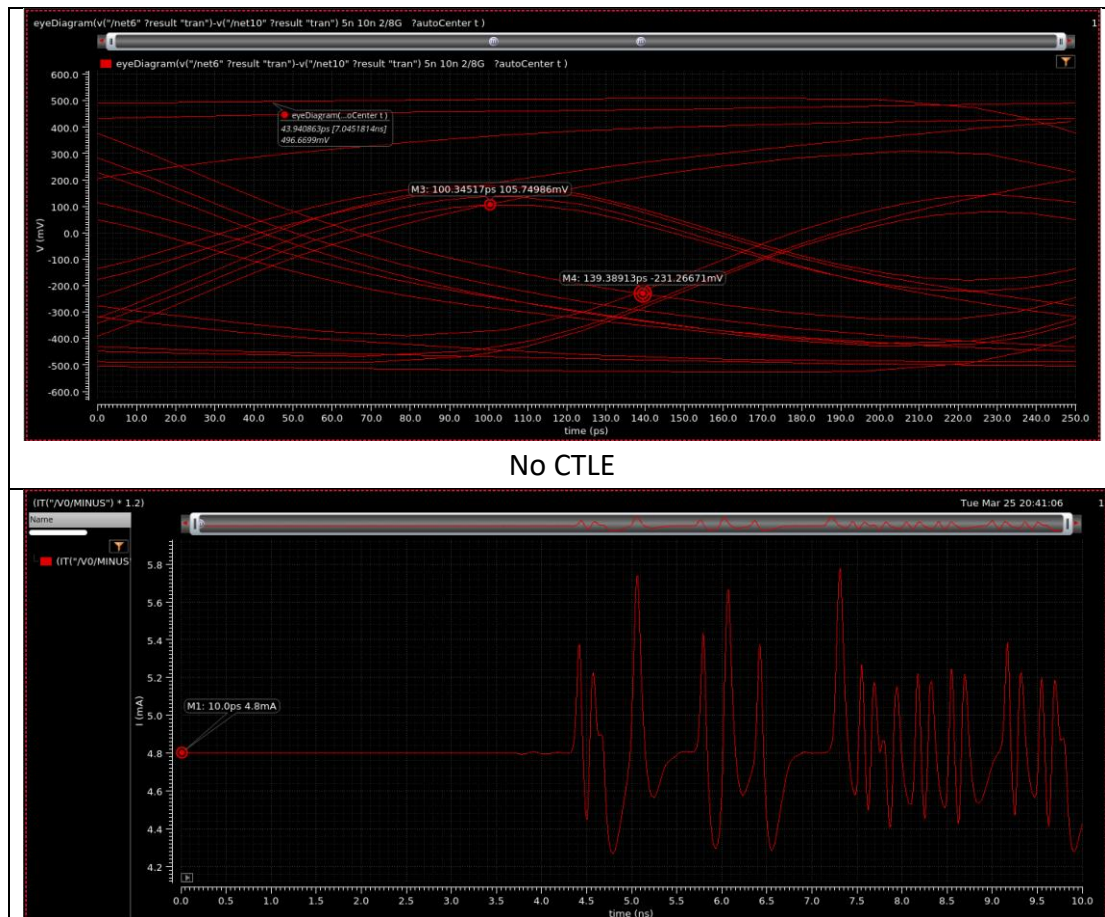 eyeDiagram(v("/net6" ?result "tran")-v("/net10" ?result "tran") 5n 10n 2/8G ?autoCenter t )
1
eyeDiagram(v("/net6" ?result "tran")-v("/net10" ?result "tran") 5n 10n 2/8G ?autoCenter t )
600.0
500.0
400.0
300.0
200.0
100.0
0.0
-100.0
-200.0
-300.0
-400.0
-500.0
-600.0
V (mV)
eyeDiagram(...oCenter t )
43.940863ps [7.0451814ns]
496.6699mV
M3: 100.34517ps 105.74986mV
M4: 139.38913ps -231.26671mV
0.0 10.0 20.0 30.0 40.0 50.0 60.0 70.0 80.0 90.0 100.0 110.0 120.0 130.0 140.0 150.0 160.0 170.0 180.0 190.0 200.0 210.0 220.0 230.0 240.0 250.0
time (ps)
No CTLE
(IT("/V0/MINUS") * 1.2)
Tue Mar 25 20:41:06
1
Name
(IT("/V0/MINUS"
5.8
5.6
5.4
5.2
5.0
4.8
4.6
4.4
4.2
I (mA)
M1: 10.0ps 4.8mA
0.0 0.5 1.0 1.5 2.0 2.5 3.0 3.5 4.0 4.5 5.0 5.5 6.0 6.5 7.0 7.5 8.0 8.5 9.0 9.5 10.0
time (ns)